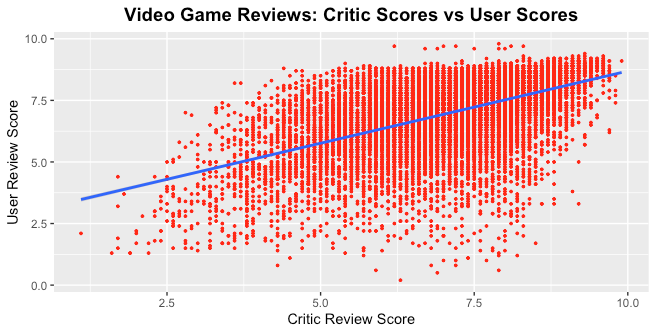 Video Game Reviews: Critic Scores vs User Scores
10.0
7.5
5.0
2.5
0.0
User Review Score
2.5 5.0 7.5 10.0
Critic Review Score